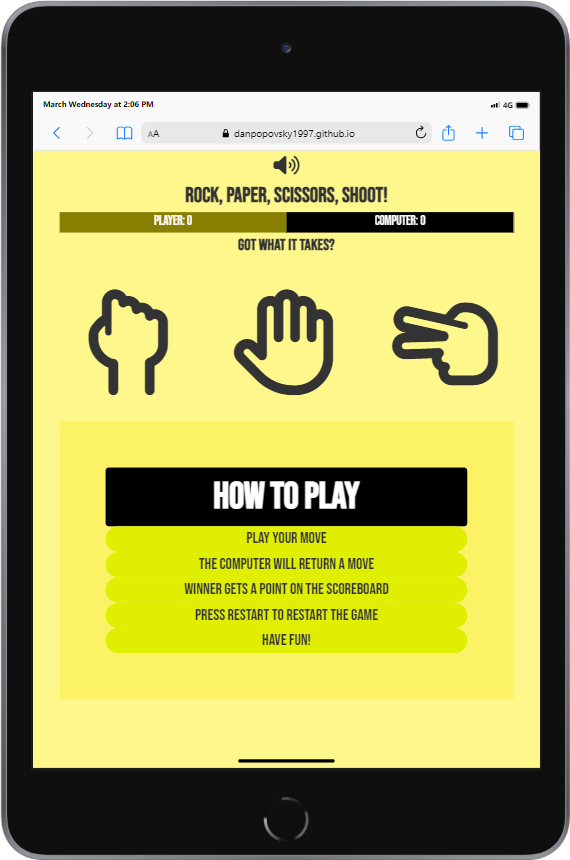 March Wednesday at 2:06 PM
4G
AA
danpopovsky1997.github.io
ROCK, PAPER, SCISSORS, SHOOT!
PLAYER: 0
COMPUTER: 0
GOT WHAT IT TAKES?
HOW TO PLAY
PLAY YOUR MOVE
THE COMPUTER WILL RETURN A MOVE
WINNER GETS A POINT ON THE SCOREBOARD
PRESS RESTART TO RESTART THE GAME
HAVE FUN!